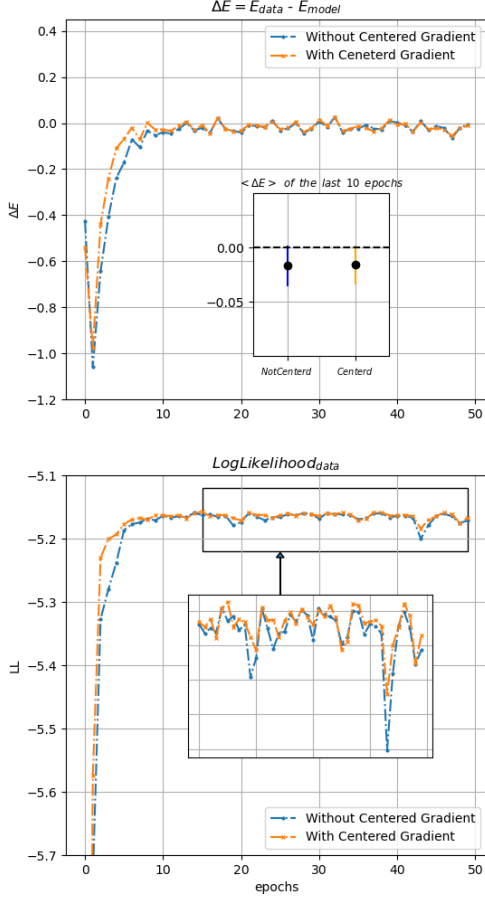 ΔE = E_data - E_model
0.4
0.2
0.0
−0.2
−0.4
−0.6
−0.8
−1.0
−1.2
ΔE
Without Centered Gradient
With Ceneterd Gradient
<ΔE> of the last 10 epochs
0.00
−0.05
NotCenterd Centerd
0 10 20 30 40 50
LogLikelihood_data
−5.1
−5.2
−5.3
−5.4
−5.5
−5.6
−5.7
LL
Without Centered Gradient
With Centered Gradient
0 10 20 30 40 50
epochs